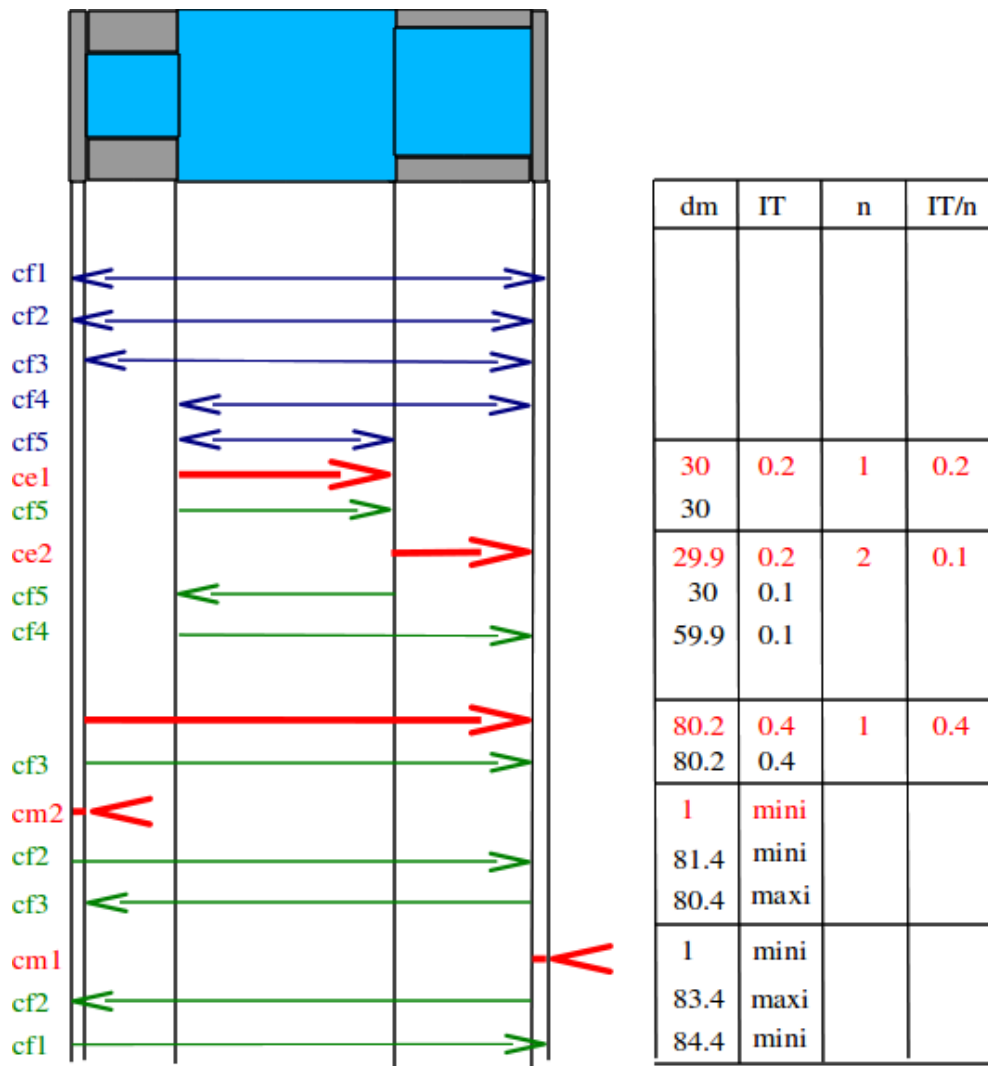 dm IT n IT/n
cf1
cf2
cf3
cf4
cf5
ce1 30 0.2 1 0.2
cf5 30
ce2 29.9 0.2 2 0.1
cf5 30 0.1
cf4 59.9 0.1
80.2 0.4 1 0.4
cf3 80.2 0.4
cm2 1 mini
cf2 81.4 mini
cf3 80.4 maxi
cm1 1 mini
cf2 83.4 maxi
cf1 84.4 mini